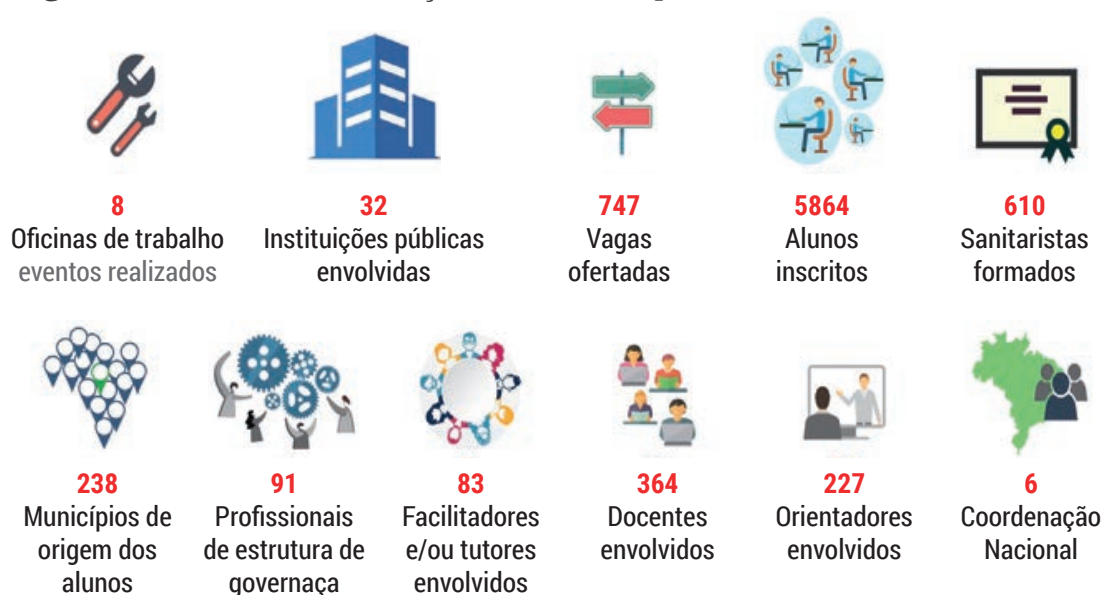 8
Oficinas de trabalho
eventos realizados
32
Instituições públicas
envolvidas
747
Vagas
ofertadas
5864
Alunos
inscritos
610
Sanitaristas
formados
238
Municípios de
origem dos
alunos
91
Profissionais
de estrutura de
governaça
83
Facilitadores
e/ou tutores
envolvidos
364
Docentes
envolvidos
227
Orientadores
envolvidos
6
Coordenação
Nacional